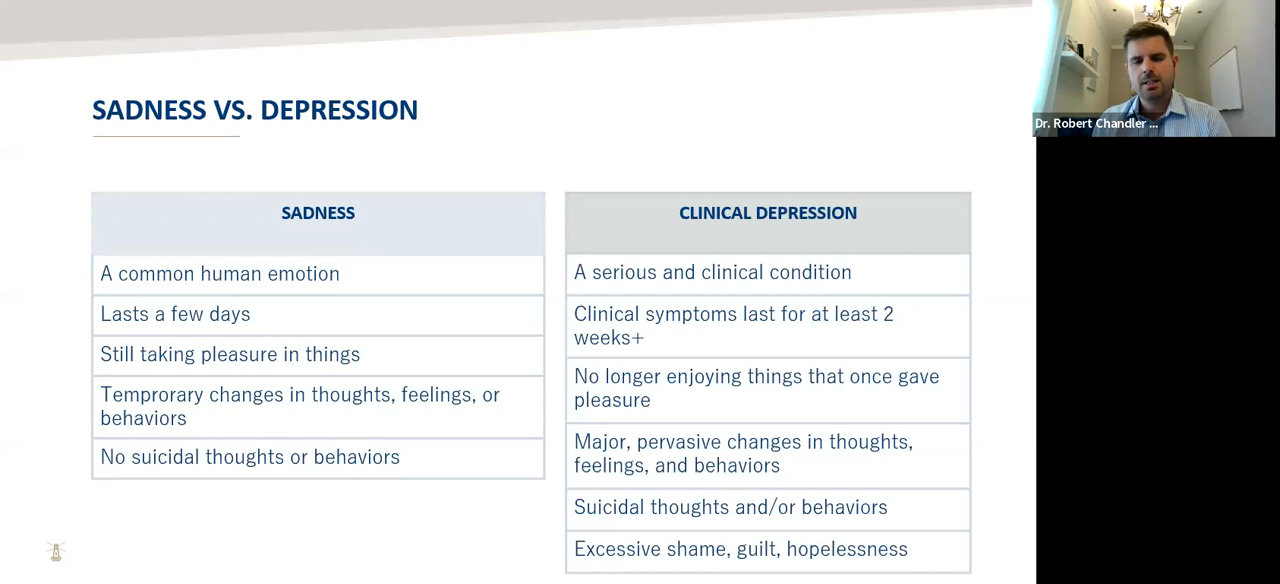 SADNESS VS. DEPRESSION
SADNESS
A common human emotion
Lasts a few days
Still taking pleasure in things
Temprorary changes in thoughts, feelings, or
behaviors
No suicidal thoughts or behaviors
CLINICAL DEPRESSION
A serious and clinical condition
Clinical symptoms last for at least 2
weeks+
No longer enjoying things that once gave
pleasure
Major, pervasive changes in thoughts,
feelings, and behaviors
Suicidal thoughts and/or behaviors
Excessive shame, guilt, hopelessness
Dr. Robert Chandler ...